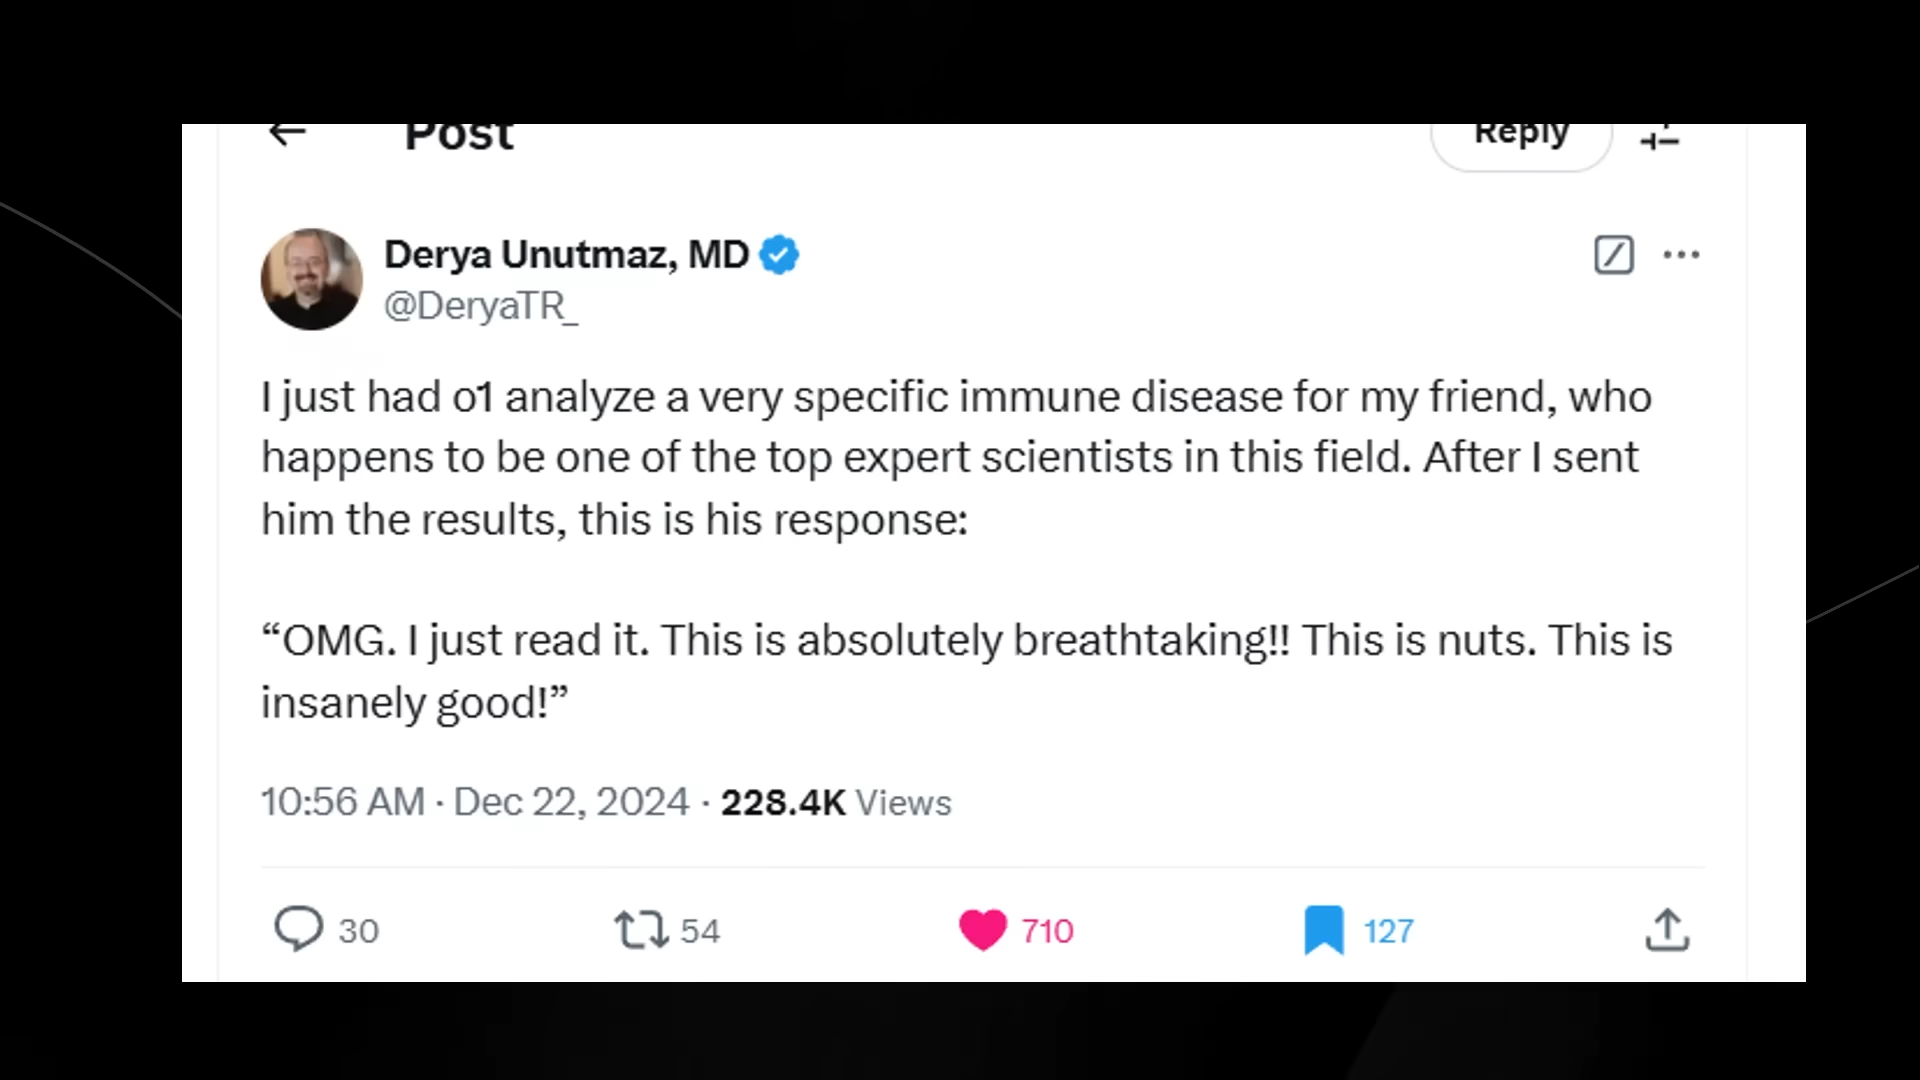 Post
Reply
Derya Unutmaz, MD
@DeryaTR_
I just had o1 analyze a very specific immune disease for my friend, who
happens to be one of the top expert scientists in this field. After I sent
him the results, this is his response:
“OMG. I just read it. This is absolutely breathtaking!! This is nuts. This is
insanely good!”
10:56 AM · Dec 22, 2024 · 228.4K Views
30 54 710 127